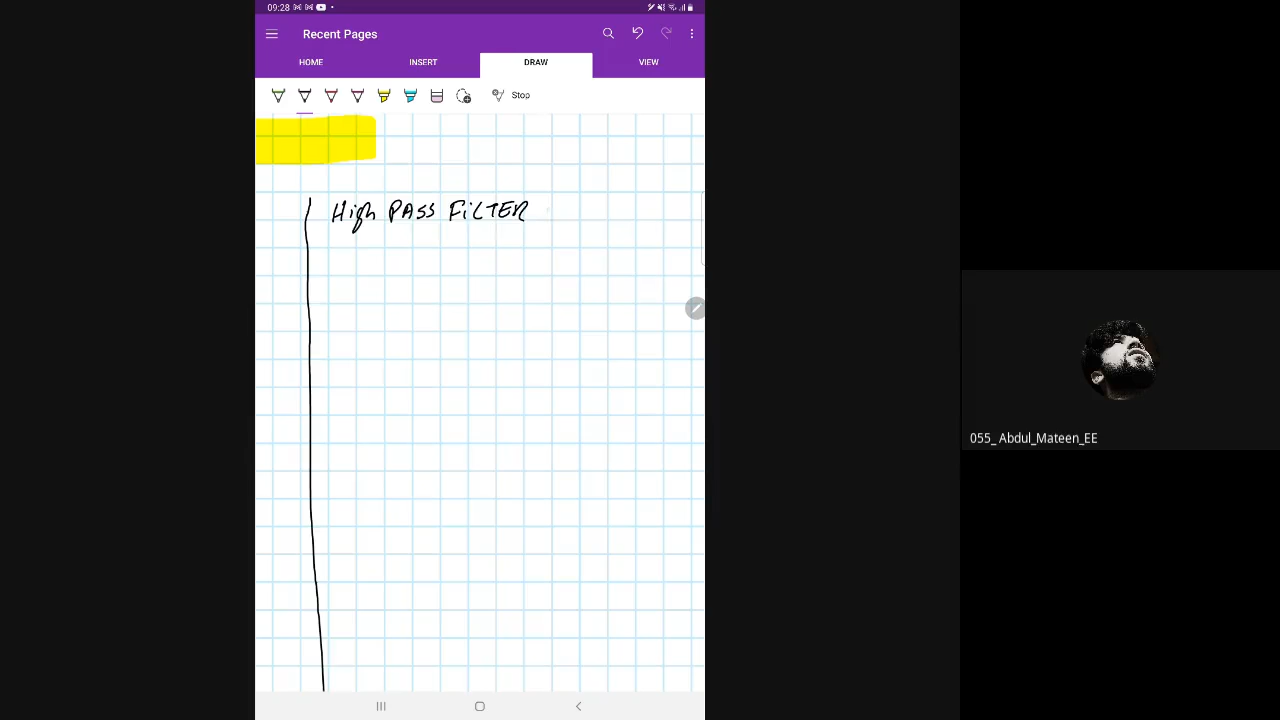 09:28
Recent Pages
HOME INSERT DRAW VIEW
Stop
High PASS FiLTER
055_ Abdul_Mateen_EE